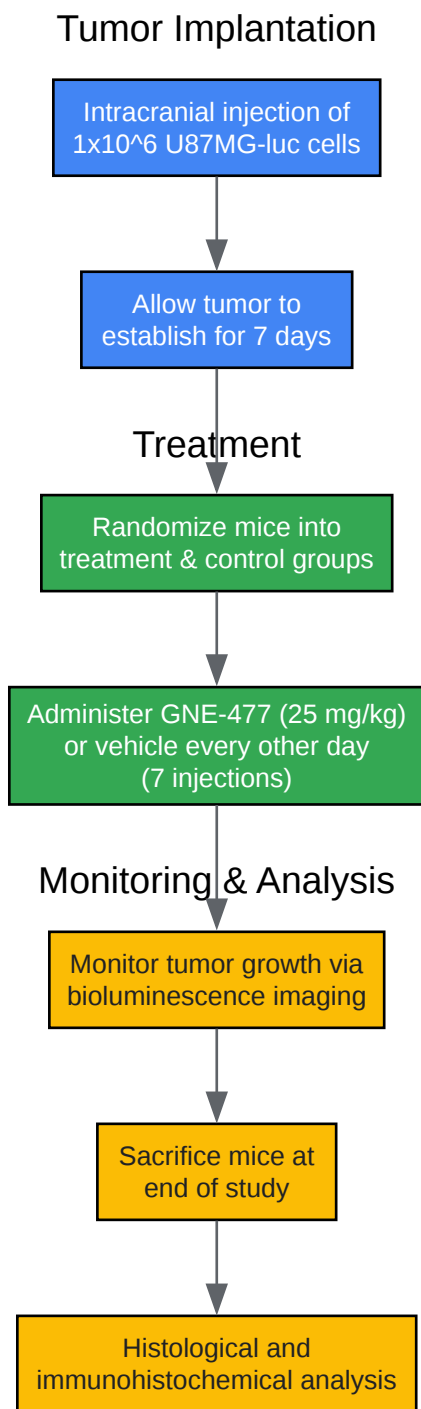 Tumor Implantation
Intracranial injection of
1x10^6 U87MG-luc cells
Allow tumor to
establish for 7 days
Treatment
Randomize mice into
treatment & control groups
Administer GNE-477 (25 mg/kg)
or vehicle every other day
(7 injections)
Monitoring & Analysis
Monitor tumor growth via
bioluminescence imaging
Sacrifice mice at
end of study
Histological and
immunohistochemical analysis